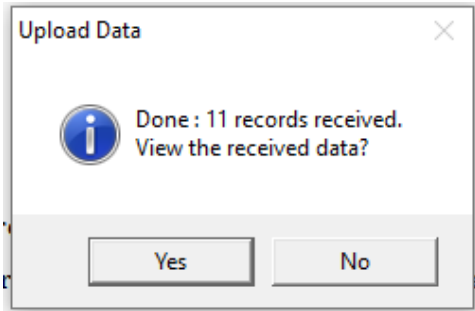 Upload Data
Done : 11 records received.
View the received data?
Yes
No